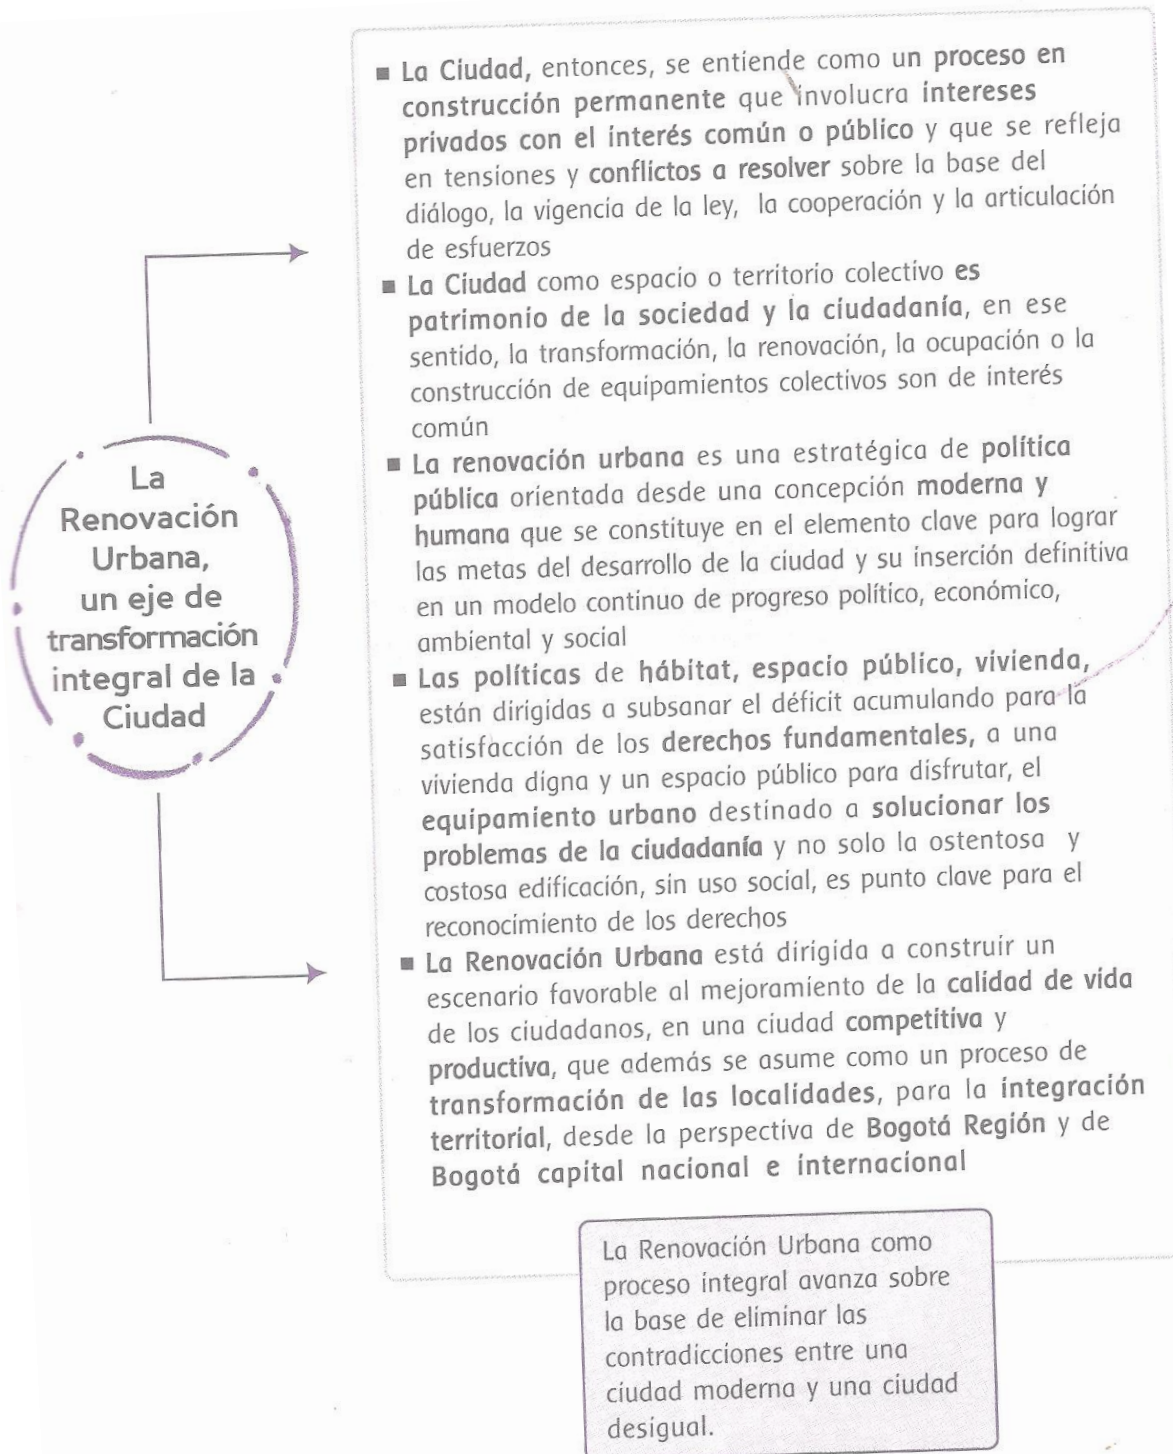 La
Renovación
Urbana,
un eje de
transformación
integral de la
Ciudad
■ La Ciudad, entonces, se entiende como un proceso en
construcción permanente que involucra intereses
privados con el interés común o público y que se refleja
en tensiones y conflictos a resolver sobre la base del
diálogo, la vigencia de la ley, la cooperación y la articulación
de esfuerzos
■ La Ciudad como espacio o territorio colectivo es
patrimonio de la sociedad y la ciudadanía, en ese
sentido, la transformación, la renovación, la ocupación o la
construcción de equipamientos colectivos son de interés
común
■ La renovación urbana es una estratégica de política
pública orientada desde una concepción moderna y
humana que se constituye en el elemento clave para lograr
las metas del desarrollo de la ciudad y su inserción definitiva
en un modelo continuo de progreso político, económico,
ambiental y social
■ Las políticas de hábitat, espacio público, vivienda,
están dirigidas a subsanar el déficit acumulando para la
satisfacción de los derechos fundamentales, a una
vivienda digna y un espacio público para disfrutar, el
equipamiento urbano destinado a solucionar los
problemas de la ciudadanía y no solo la ostentosa y
costosa edificación, sin uso social, es punto clave para el
reconocimiento de los derechos
■ La Renovación Urbana está dirigida a construir un
escenario favorable al mejoramiento de la calidad de vida
de los ciudadanos, en una ciudad competitiva y
productiva, que además se asume como un proceso de
transformación de las localidades, para la integración
territorial, desde la perspectiva de Bogotá Región y de
Bogotá capital nacional e internacional
La Renovación Urbana como
proceso integral avanza sobre
la base de eliminar las
contradicciones entre una
ciudad moderna y una ciudad
desigual.